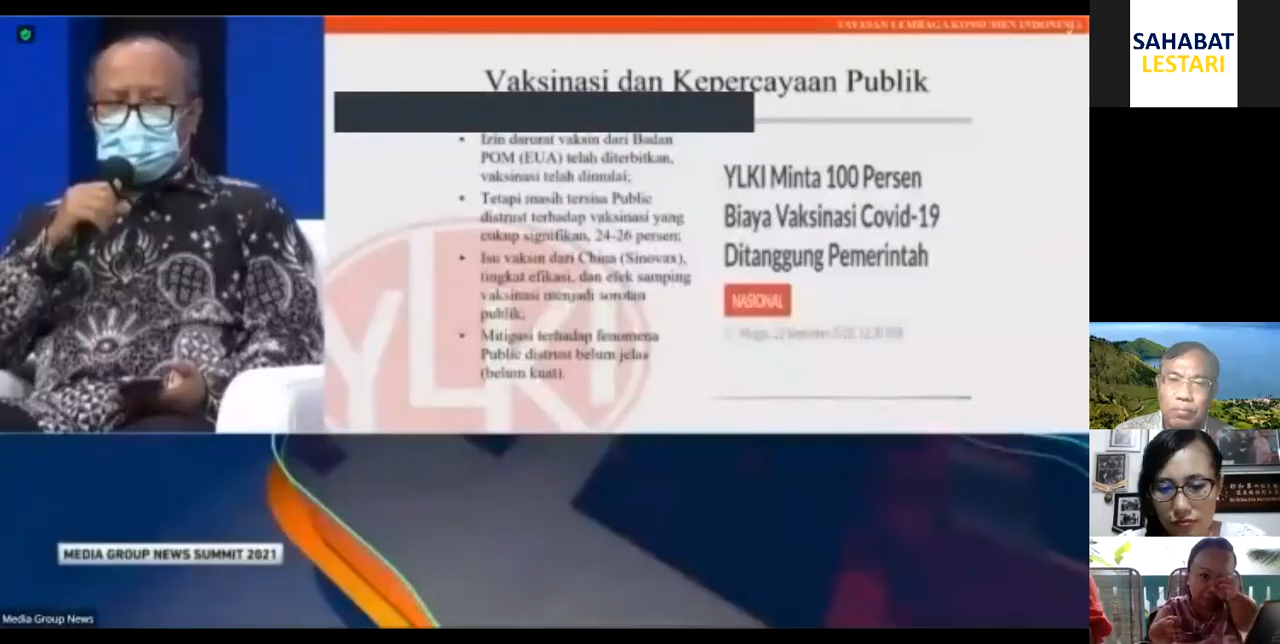 YAYASAN LEMBAGA KONSUMEN INDONESIA
Vaksinasi dan Kepercayaan Publik
Izin darurat vaksin dari Badan
POM (EUA) telah diterbitkan,
vaksinasi telah dimulai;
Tetapi masih tersisa Public
distrust terhadap vaksinasi yang
cukup signifikan, 24-26 persen;
Isu vaksin dari China (Sinovax),
tingkat efikasi, dan efek samping
vaksinasi menjadi sorotan
publik;
Mitigasi terhadap fenomena
Public distrust belum jelas
(belum kuat).
YLKI Minta 100 Persen
Biaya Vaksinasi Covid-19
Ditanggung Pemerintah
NASIONAL
YLKI
MEDIA GROUP NEWS SUMMIT 2021
Media Group News
SAHABAT
LESTARI